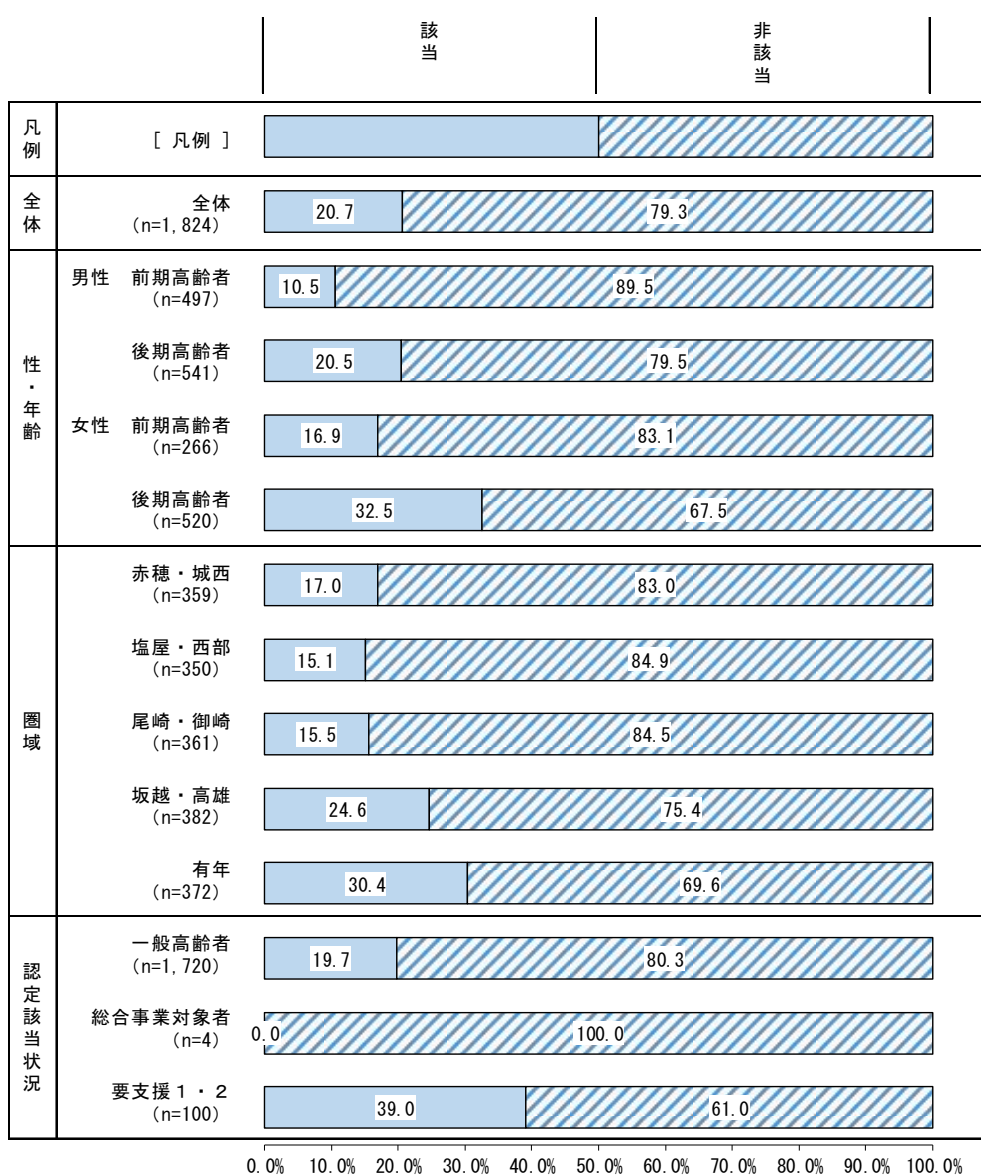 該当
非該当
凡例
[ 凡例 ]
全体
全体
(n=1,824)
20.7
79.3
性・年齢
男性 前期高齢者
(n=497)
10.5
89.5
後期高齢者
(n=541)
20.5
79.5
女性 前期高齢者
(n=266)
16.9
83.1
後期高齢者
(n=520)
32.5
67.5
圏域
赤穂・城西
(n=359)
17.0
83.0
塩屋・西部
(n=350)
15.1
84.9
尾崎・御崎
(n=361)
15.5
84.5
坂越・高雄
(n=382)
24.6
75.4
有年
(n=372)
30.4
69.6
認定該当状況
一般高齢者
(n=1,720)
19.7
80.3
総合事業対象者
(n=4)
0.0
100.0
要支援1・2
(n=100)
39.0
61.0
0.0% 10.0% 20.0% 30.0% 40.0% 50.0% 60.0% 70.0% 80.0% 90.0% 100.0%